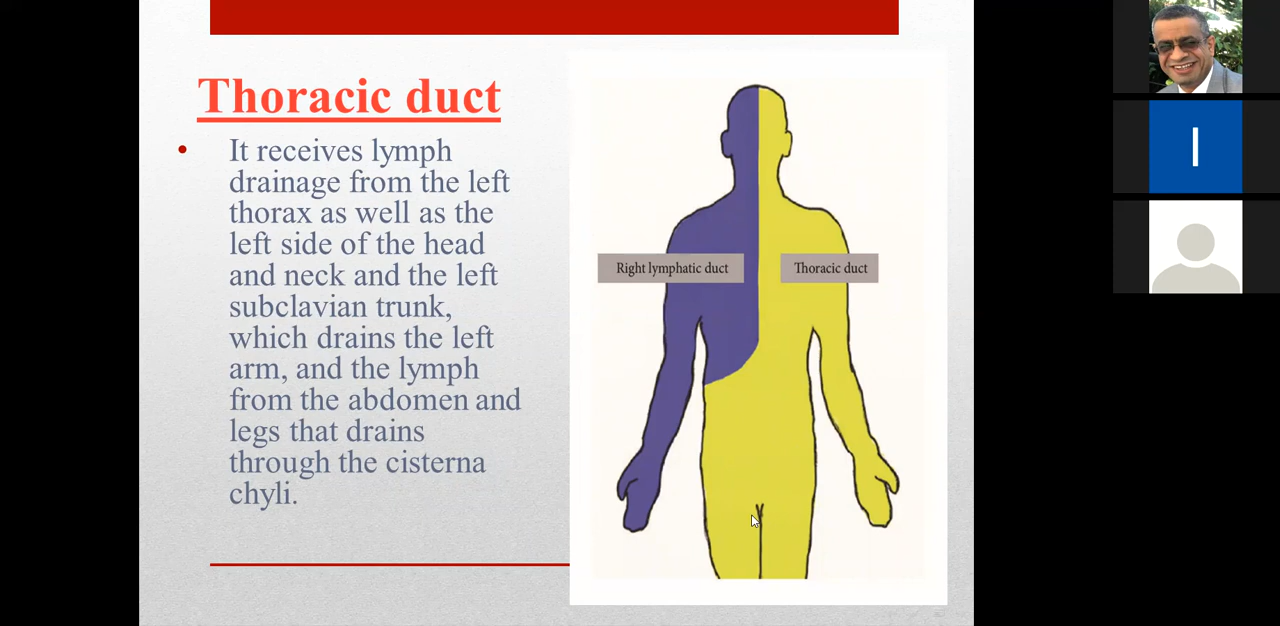 Thoracic duct
• It receives lymph
drainage from the left
thorax as well as the
left side of the head
and neck and the left
subclavian trunk,
which drains the left
arm, and the lymph
from the abdomen and
legs that drains
through the cisterna
chyli.
Right lymphatic duct
Thoracic duct
I